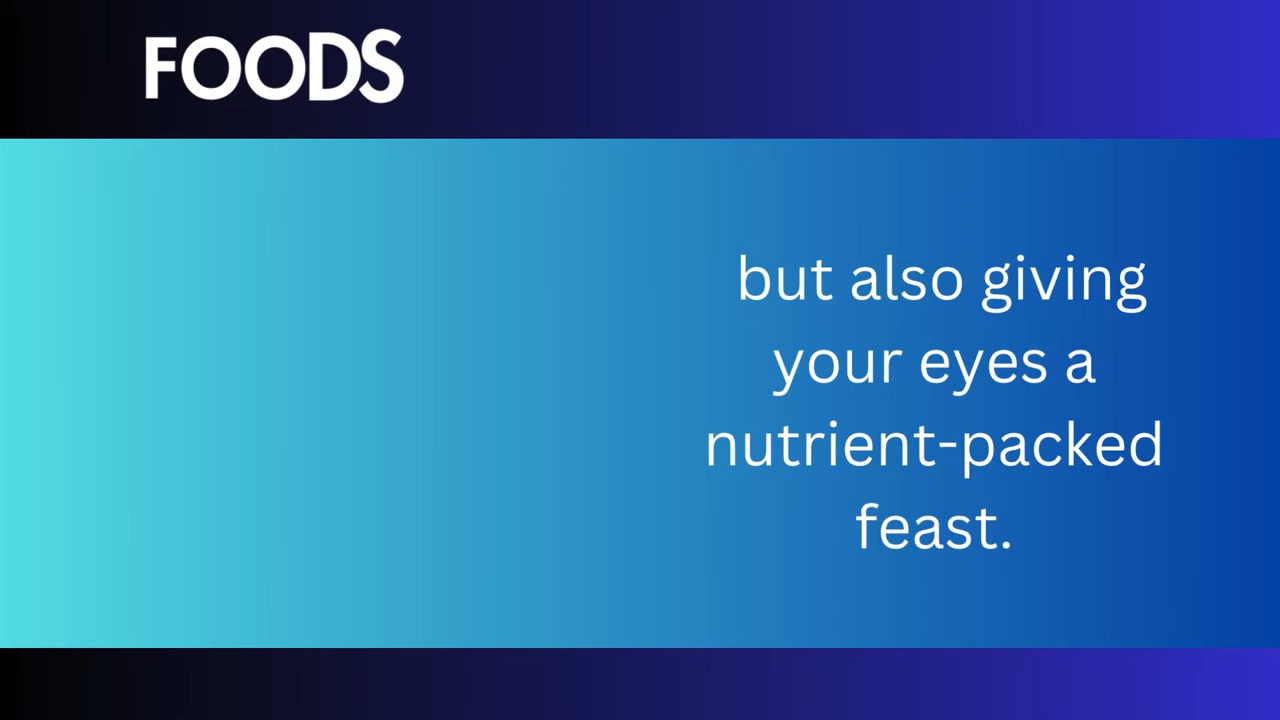 FOODS
but also giving
your eyes a
nutrient-packed
feast.